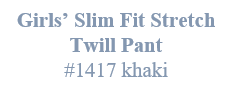 Girls’ Slim Fit Stretch
Twill Pant
#1417 khaki